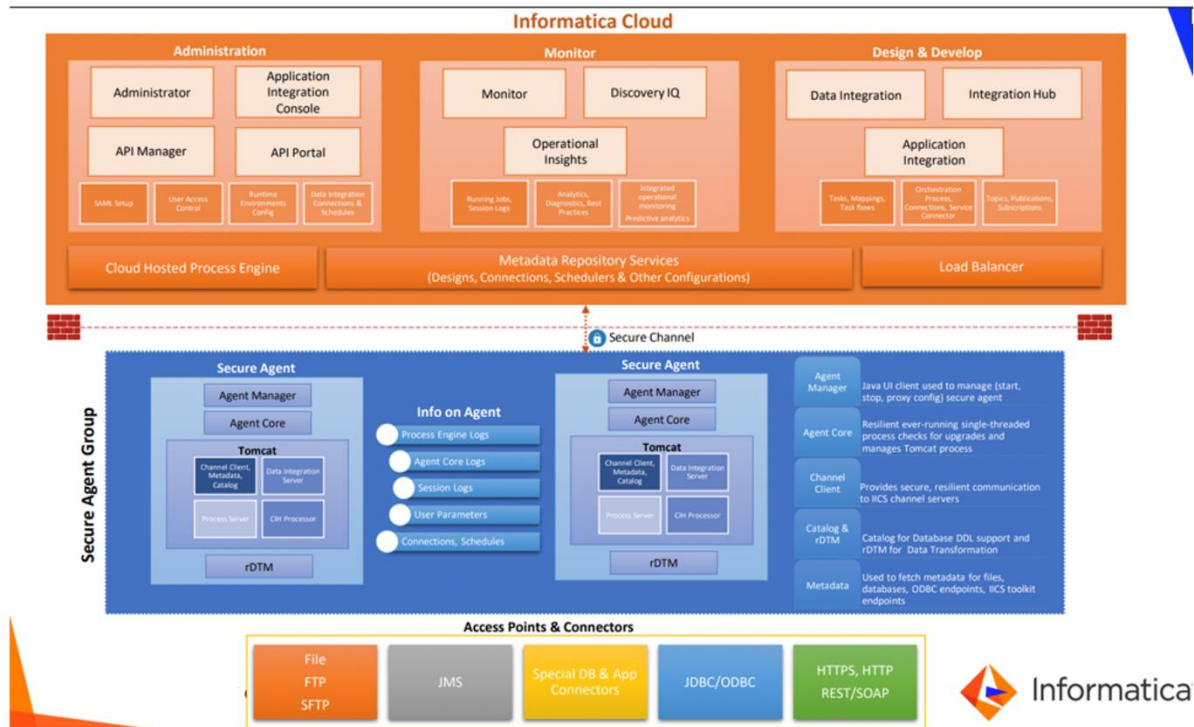 Informatica Cloud
Administration
Administrator
Application
Integration
Console
API Manager
API Portal
SAML Setup
User Access
Control
Runtime
Environments
Config
Data Integration
Connections &
Schedules
Monitor
Monitor
Discovery IQ
Operational
Insights
Running Jobs,
Session Logs
Analytics,
Diagnostics, Best
Practices
Integrated
operational
monitoring
Predictive analytics
Design & Develop
Data Integration
Integration Hub
Application
Integration
Tasks, Mappings,
Task flows
Orchestration
Process,
Connections, Service
Connector
Topics, Publications,
Subscriptions
Cloud Hosted Process Engine
Metadata Repository Services
(Designs, Connections, Schedulers & Other Configurations)
Load Balancer
Secure Channel
Secure Agent Group
Secure Agent
Agent Manager
Agent Core
Tomcat
Channel Client,
Metadata,
Catalog
Data Integration
Server
Process Server
CIH Processor
rDTM
Info on Agent
Process Engine Logs
Agent Core Logs
Session Logs
User Parameters
Connections, Schedules
Secure Agent
Agent Manager
Agent Core
Tomcat
Channel Client,
Metadata,
Catalog
Data Integration
Server
Process Server
CIH Processor
rDTM
Agent
Manager
Java UI client used to manage (start,
stop, proxy config) secure agent
Agent Core
Resilient ever-running single-threaded
process checks for upgrades and
manages Tomcat process
Channel
Client
Provides secure, resilient communication
to IICS channel servers
Catalog &
rDTM
Catalog for Database DDL support and
rDTM for Data Transformation
Metadata
Used to fetch metadata for files,
databases, ODBC endpoints, IICS toolkit
endpoints
Access Points & Connectors
File
FTP
SFTP
JMS
Special DB & App
Connectors
JDBC/ODBC
HTTPS, HTTP
REST/SOAP
Informatica